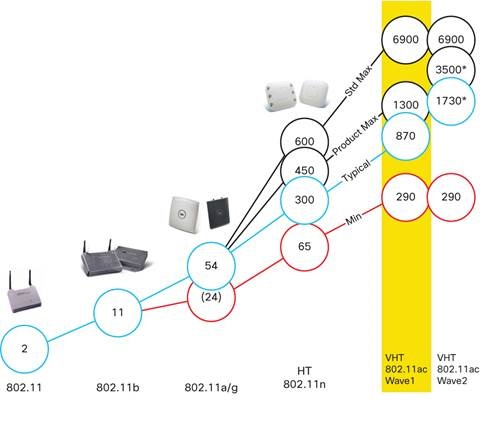 6900
6900
3500*
Std Max
1300
1730*
600
Product Max
870
450
Typical
300
290
290
Min
65
54
(24)
11
2
802.11
802.11b
802.11a/g
HT
802.11n
VHT
802.11ac
Wave1
VHT
802.11ac
Wave2